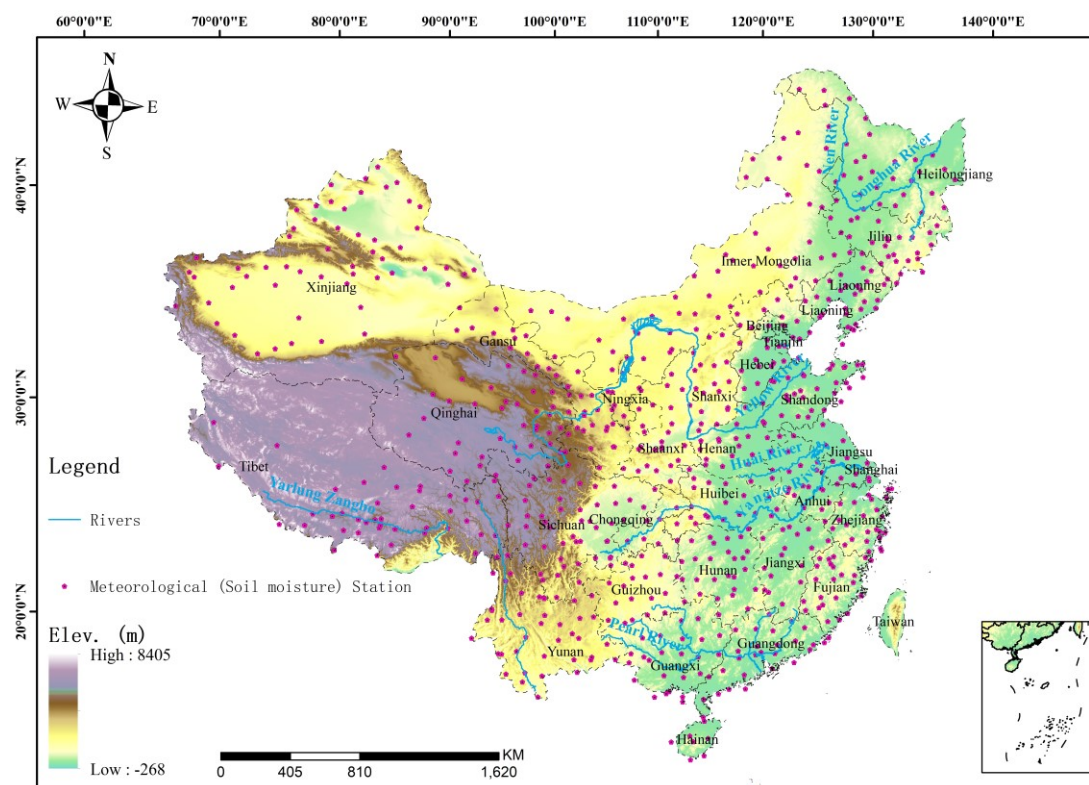 60°0'0"E 70°0'0"E 80°0'0"E 90°0'0"E 100°0'0"E 110°0'0"E 120°0'0"E 130°0'0"E 140°0'0"E
N
W E
S
40°0'0"N
30°0'0"N
20°0'0"N
Nen River
Songhua River
Heilongjiang
Jilin
Inner Mongolia
Xinjiang
Liaoning
Liaoning
Beijing
Tianjin
Gansu
Hebei
Ningxia
Shanxi
Yellow River
Shandong
Qinghai
Shaanxi
Henan
Jiangsu
Huai River
Shanghai
Tibet
Huibei
Yangtze River
Anhui
Yarlung Zangbo
Sichuan
Chongqing
Zhejiang
Hunan
Jiangxi
Guizhou
Fujian
Taiwan
Pearl River
Yunan
Guangdong
Guangxi
Hainan
Legend
Rivers
Meteorological (Soil moisture) Station
Elev. (m)
High : 8405
Low : -268
KM
0 405 810 1,620